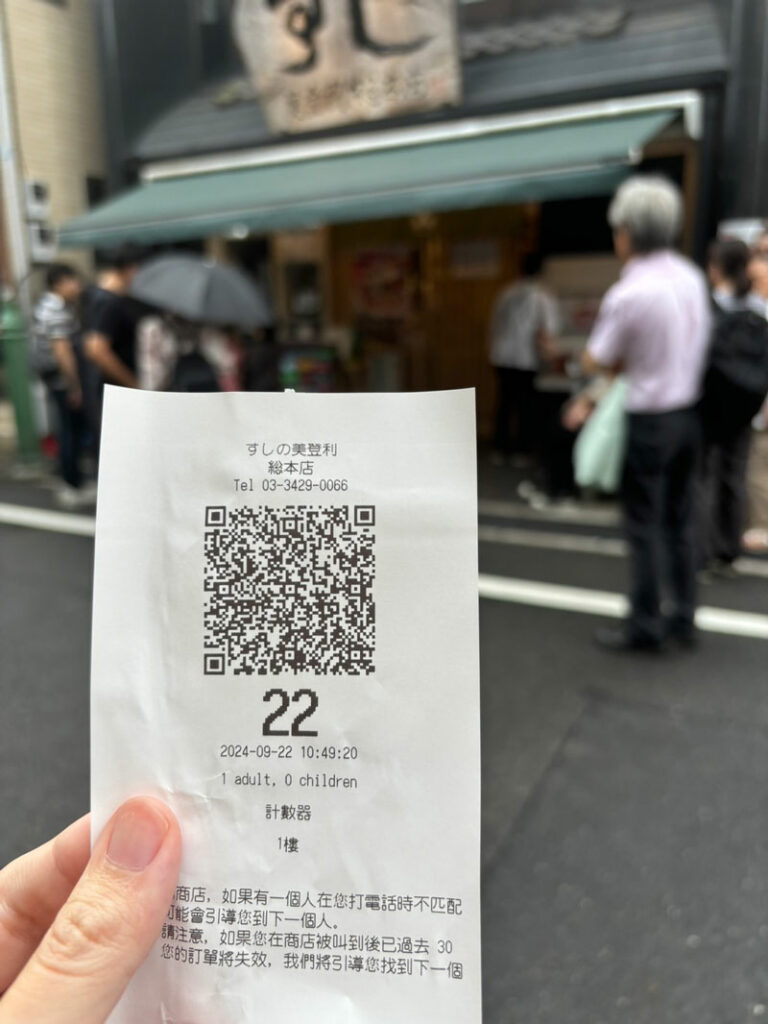 すし
すしの美登利
総本店
Tel 03-3429-0066
22
2024-09-22 10:49:20
1 adult, 0 children
計數器
1樓
商店, 如果有一個人在您打電話時不匹配
可能會引導您到下一個人。
請注意, 如果您在商店被叫到後已過去 30
您的訂單將失效, 我們將引導您找到下一個